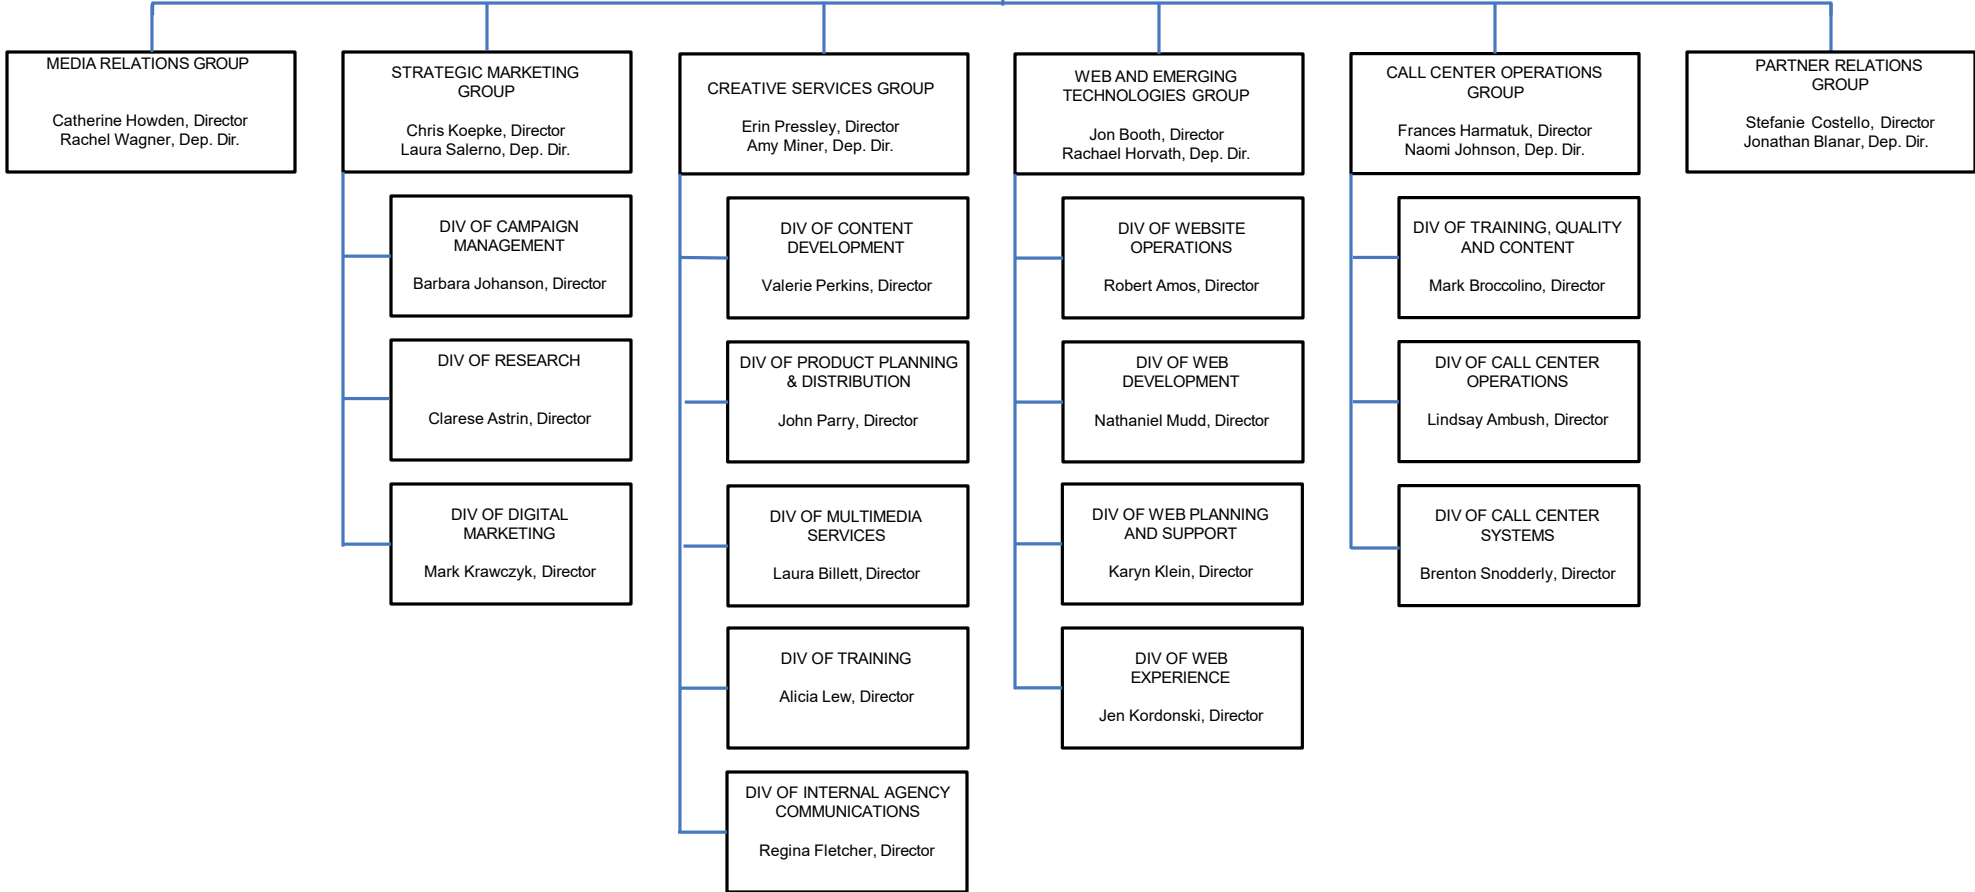 MEDIA RELATIONS GROUP
Catherine Howden, Director
Rachel Wagner, Dep. Dir.
STRATEGIC MARKETING
GROUP
Chris Koepke, Director
Laura Salerno, Dep. Dir.
DIV OF CAMPAIGN
MANAGEMENT
Barbara Johanson, Director
DIV OF RESEARCH
Clarese Astrin, Director
DIV OF DIGITAL
MARKETING
Mark Krawczyk, Director
CREATIVE SERVICES GROUP
Erin Pressley, Director
Amy Miner, Dep. Dir.
DIV OF CONTENT
DEVELOPMENT
Valerie Perkins, Director
DIV OF PRODUCT PLANNING
& DISTRIBUTION
John Parry, Director
DIV OF MULTIMEDIA
SERVICES
Laura Billett, Director
DIV OF TRAINING
Alicia Lew, Director
DIV OF INTERNAL AGENCY
COMMUNICATIONS
Regina Fletcher, Director
WEB AND EMERGING
TECHNOLOGIES GROUP
Jon Booth, Director
Rachael Horvath, Dep. Dir.
DIV OF WEBSITE
OPERATIONS
Robert Amos, Director
DIV OF WEB
DEVELOPMENT
Nathaniel Mudd, Director
DIV OF WEB PLANNING
AND SUPPORT
Karyn Klein, Director
DIV OF WEB
EXPERIENCE
Jen Kordonski, Director
CALL CENTER OPERATIONS
GROUP
Frances Harmatuk, Director
Naomi Johnson, Dep. Dir.
DIV OF TRAINING, QUALITY
AND CONTENT
Mark Broccolino, Director
DIV OF CALL CENTER
OPERATIONS
Lindsay Ambush, Director
DIV OF CALL CENTER
SYSTEMS
Brenton Snodderly, Director
PARTNER RELATIONS
GROUP
Stefanie Costello, Director
Jonathan Blanar, Dep. Dir.